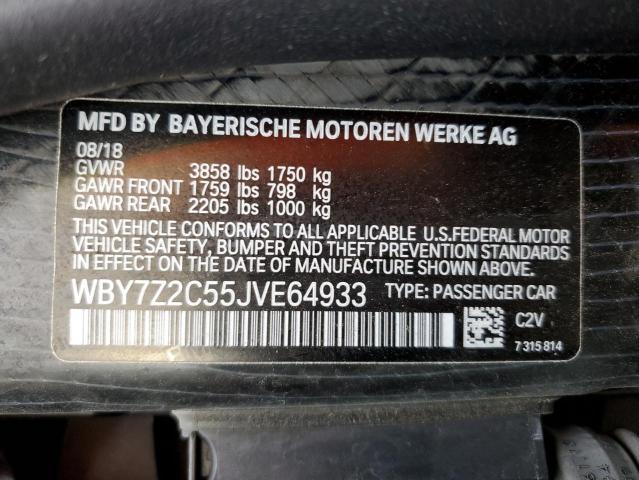 MFD BY BAYERISCHE MOTOREN WERKE AG
08/18
GVWR 3858 lbs 1750 kg
GAWR FRONT 1759 lbs 798 kg
GAWR REAR 2205 lbs 1000 kg
THIS VEHICLE CONFORMS TO ALL APPLICABLE U.S.FEDERAL MOTOR
VEHICLE SAFETY, BUMPER AND THEFT PREVENTION STANDARDS
IN EFFECT ON THE DATE OF MANUFACTURE SHOWN ABOVE.
WBY7Z2C55JVE64933 TYPE: PASSENGER CAR
C2V
7 315 814